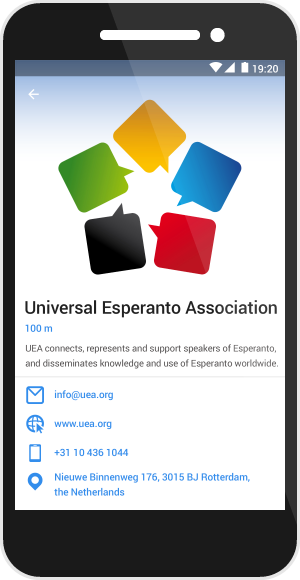 19:20
Universal Esperanto Association
100 m
UEA connects, represents and support speakers of Esperanto,
and disseminates knowledge and use of Esperanto worldwide.
info@uea.org
www.uea.org
+31 10 436 1044
Nieuwe Binnenweg 176, 3015 BJ Rotterdam,
the Netherlands